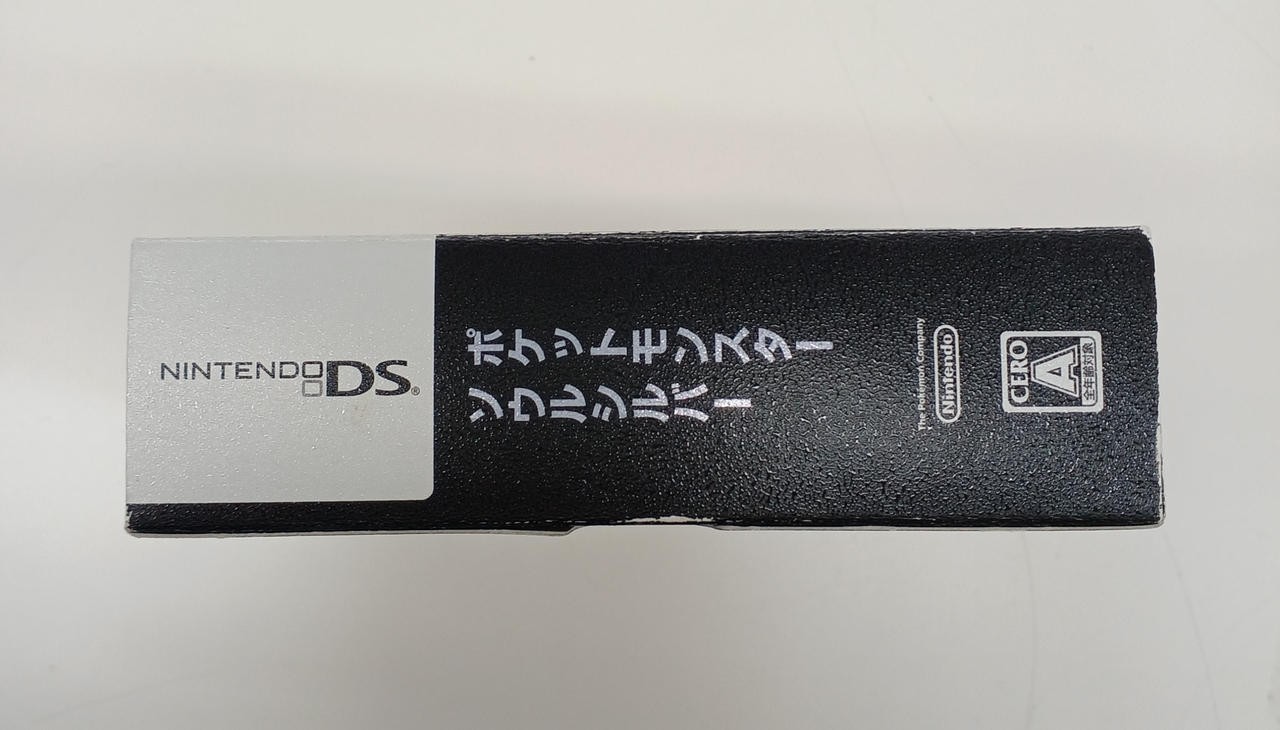 NINTENDO DS®
ポケットモンスター
ソウルシルバー
The Pokémon Company
Nintendo®
CERO
A
全年齢対象